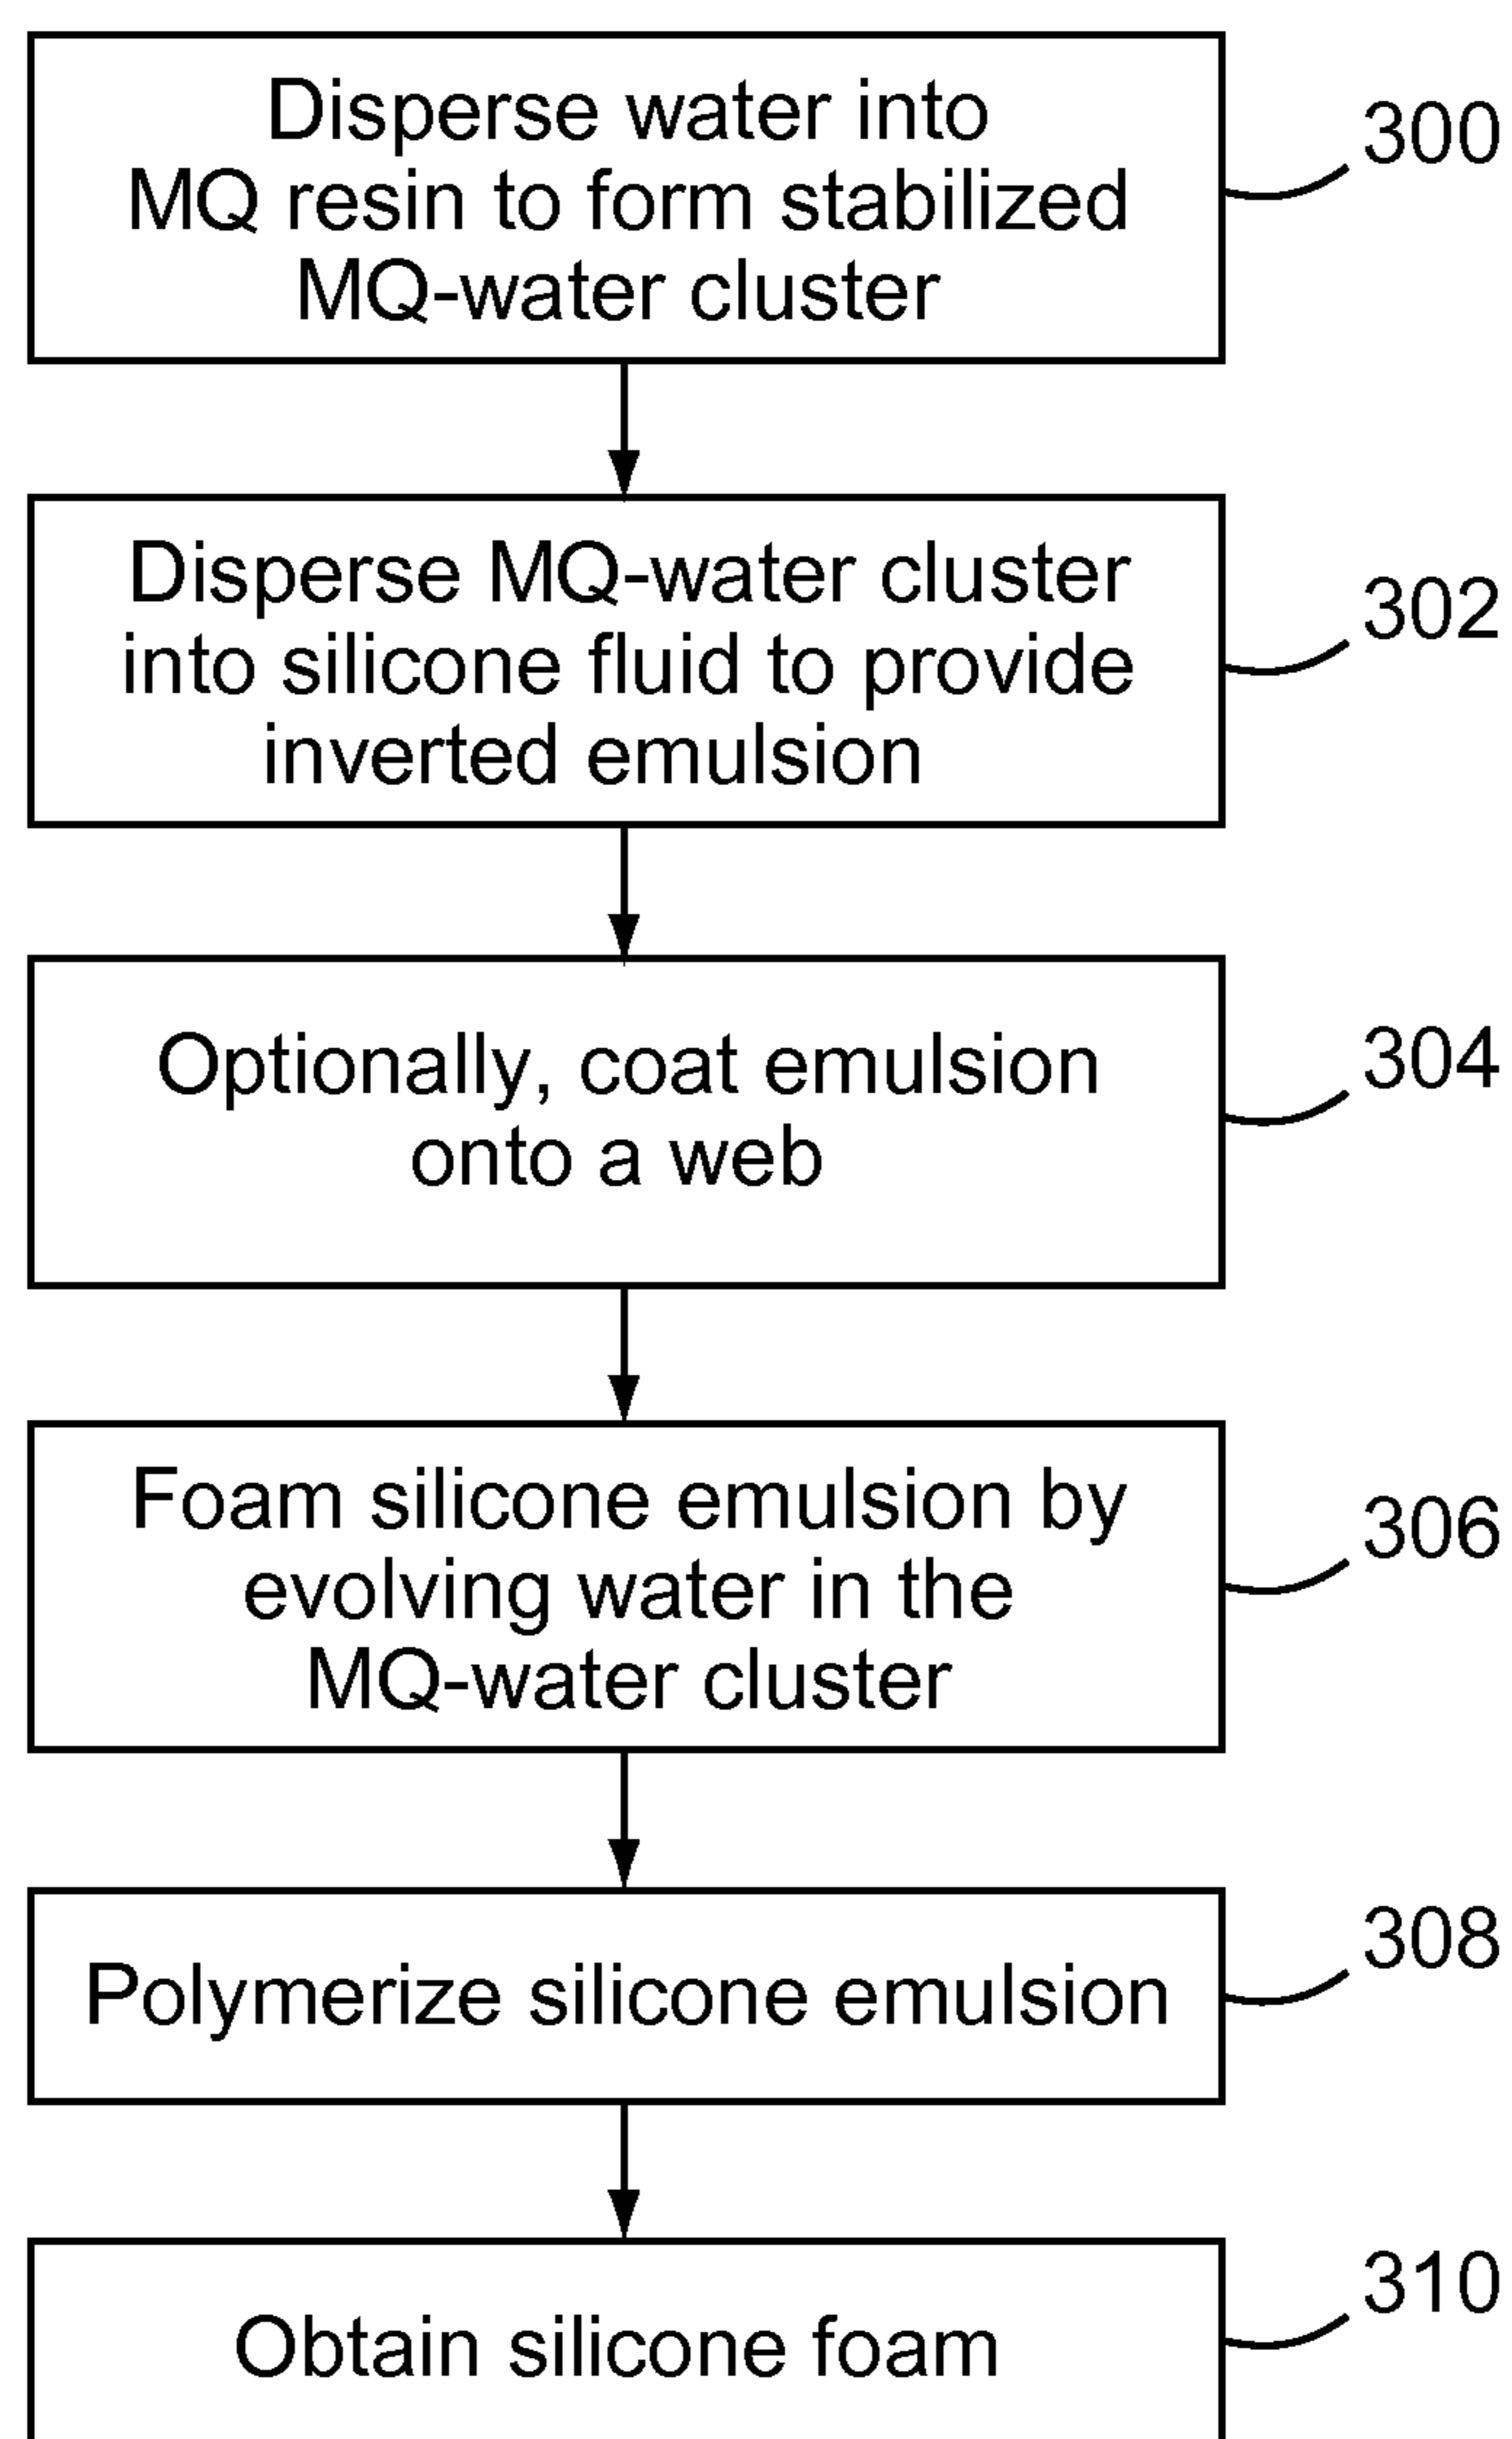 Disperse water into
MQ resin to form stabilized
MQ-water cluster
300
Disperse MQ-water cluster
into silicone fluid to provide
inverted emulsion
302
Optionally, coat emulsion
onto a web
304
Foam silicone emulsion by
evolving water in the
MQ-water cluster
306
Polymerize silicone emulsion
308
Obtain silicone foam
310